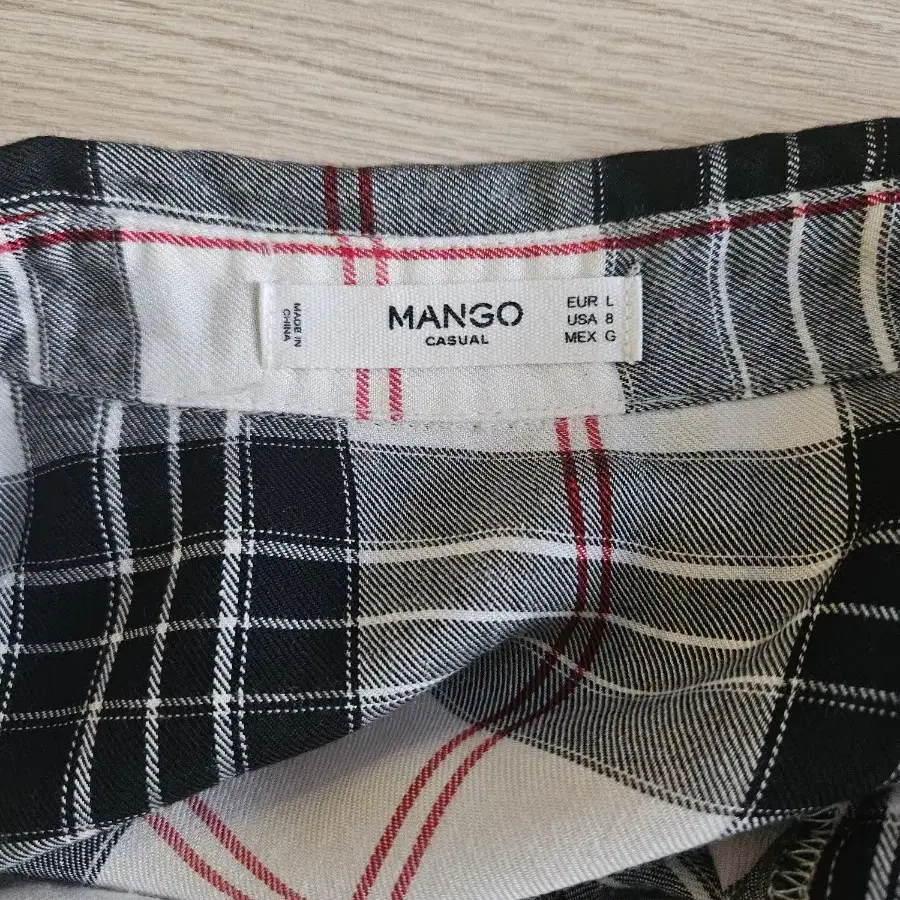 MADE IN
CHINA
MANGO
CASUAL
EUR L
USA 8
MEX G